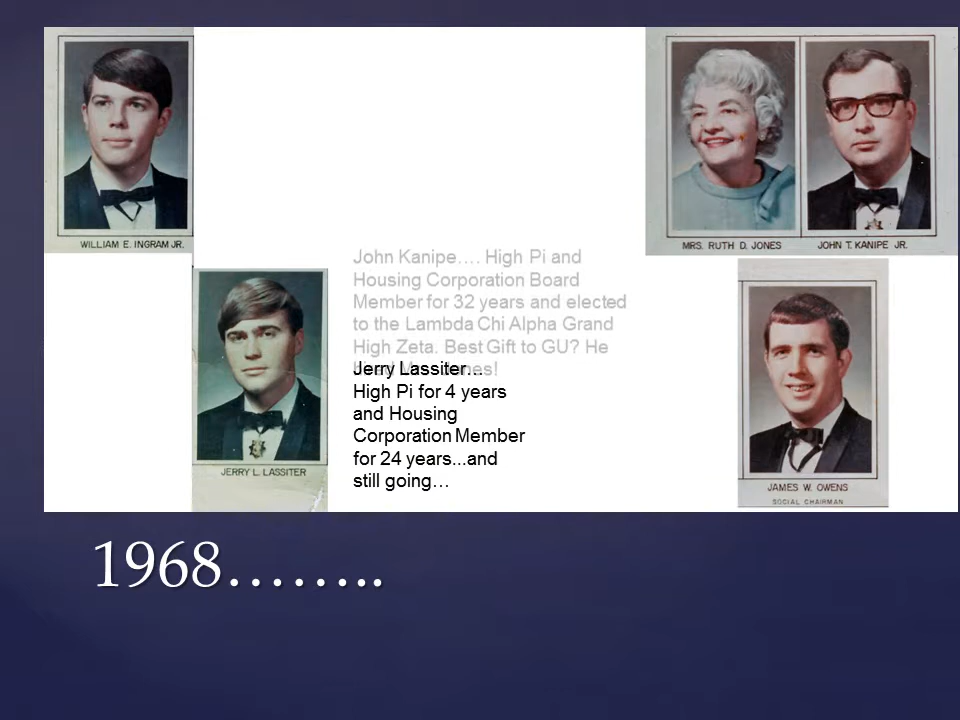 WILLIAM E. INGRAM JR.
MRS. RUTH D. JONES
JOHN T. KANIPE JR.
John Kanipe…. High Pi and
Housing Corporation Board
Member for 32 years and elected
to the Lambda Chi Alpha Grand
High Zeta. Best Gift to GU? He
Jerry Lassiter…
High Pi for 4 years
and Housing
Corporation Member
for 24 years...and
still going…
JERRY L. LASSITER
JAMES W. OWENS
SOCIAL CHAIRMAN
1968……..